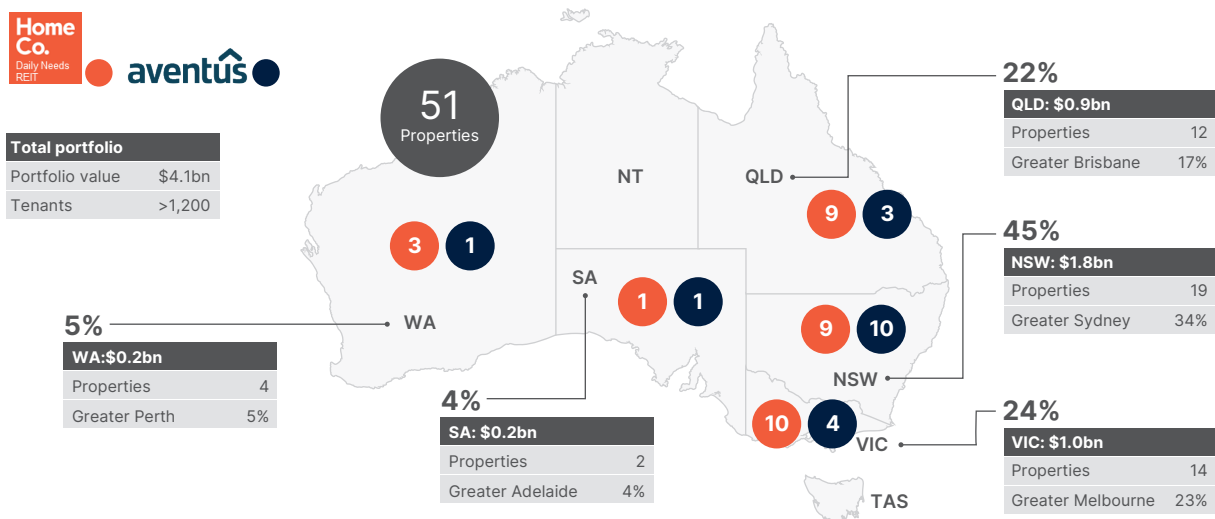 Home
Co.
Daily Needs
REIT
aventus
Total portfolio
Portfolio value $4.1bn
Tenants >1,200
51
Properties
NT
QLD
22%
QLD: $0.9bn
Properties 12
Greater Brisbane 17%
9 3
3 1
WA
5%
WA:$0.2bn
Properties 4
Greater Perth 5%
SA
1 1
4%
SA: $0.2bn
Properties 2
Greater Adelaide 4%
45%
NSW: $1.8bn
Properties 19
Greater Sydney 34%
9 10
NSW
10 4
VIC
24%
VIC: $1.0bn
Properties 14
Greater Melbourne 23%
TAS